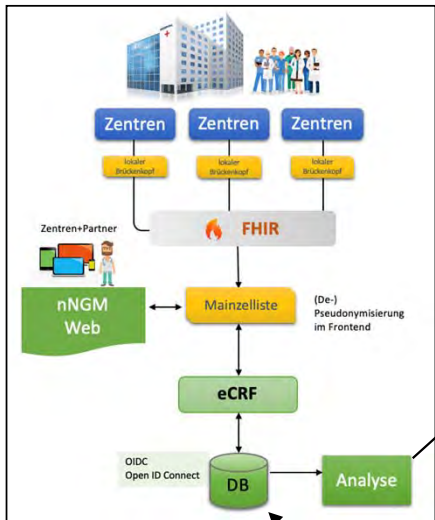 Zentren
Zentren
Zentren
lokaler
Brückenkopf
lokaler
Brückenkopf
lokaler
Brückenkopf
FHIR
Zentren+Partner
nNGM
Web
Mainzelliste
(De-)
Pseudonymisierung
im Frontend
eCRF
OIDC
Open ID Connect
DB
Analyse